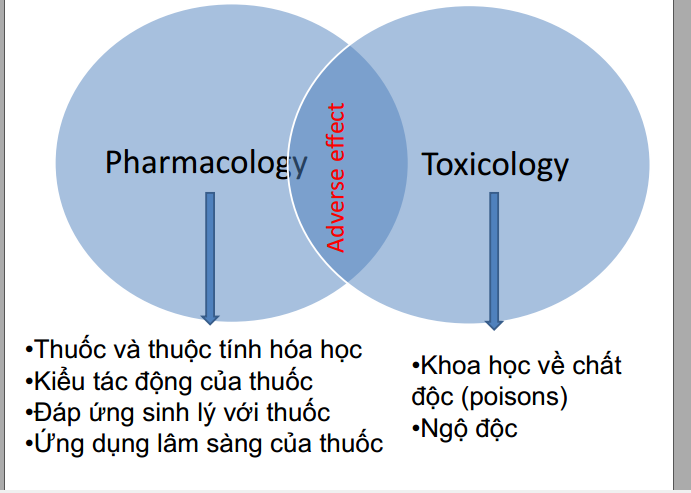 Pharmacology
Adverse effect
Toxicology
•Thuốc và thuộc tính hóa học
•Kiểu tác động của thuốc
•Đáp ứng sinh lý với thuốc
•Ứng dụng lâm sàng của thuốc
•Khoa học về chất
độc (poisons)
•Ngộ độc